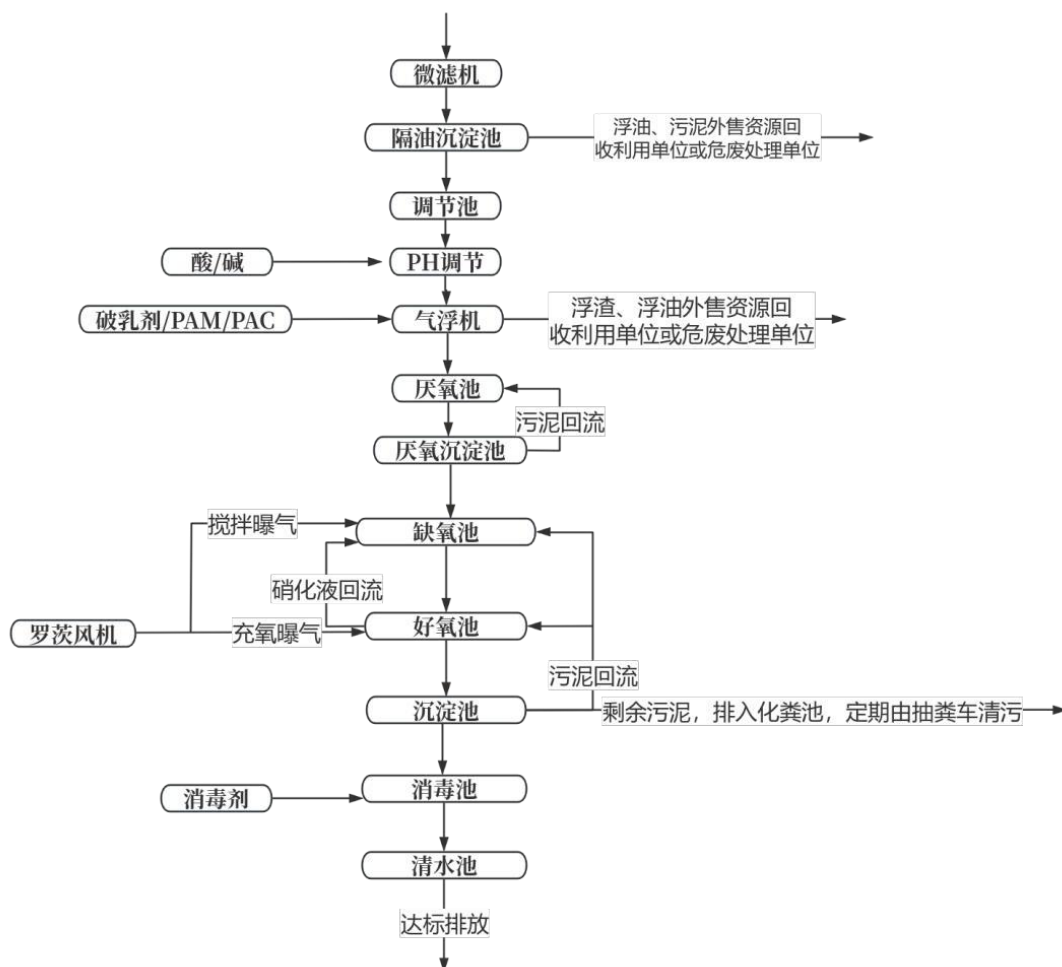 微滤机
隔油沉淀池
浮油、污泥外售资源回
收利用单位或危废处理单位
调节池
酸/碱
PH调节
破乳剂/PAM/PAC
气浮机
浮渣、浮油外售资源回
收利用单位或危废处理单位
厌氧池
污泥回流
厌氧沉淀池
搅拌曝气
缺氧池
硝化液回流
罗茨风机
充氧曝气
好氧池
污泥回流
沉淀池
剩余污泥，排入化粪池，定期由抽粪车清污
消毒剂
消毒池
清水池
达标排放